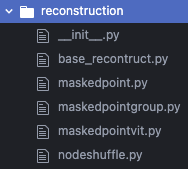 reconstruction
__init__.py
base_recontruct.py
maskedpoint.py
maskedpointgroup.py
maskedpointvit.py
nodeshuffle.py